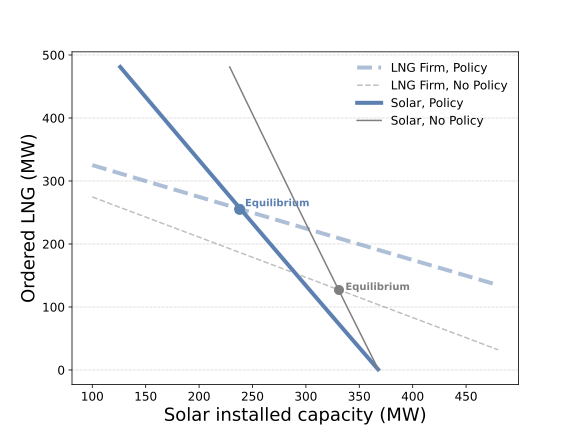 LNG Firm, Policy
LNG Firm, No Policy
Solar, Policy
Solar, No Policy
Equilibrium
Equilibrium
Ordered LNG (MW)
500
400
300
200
100
0
100 150 200 250 300 350 400 450
Solar installed capacity (MW)